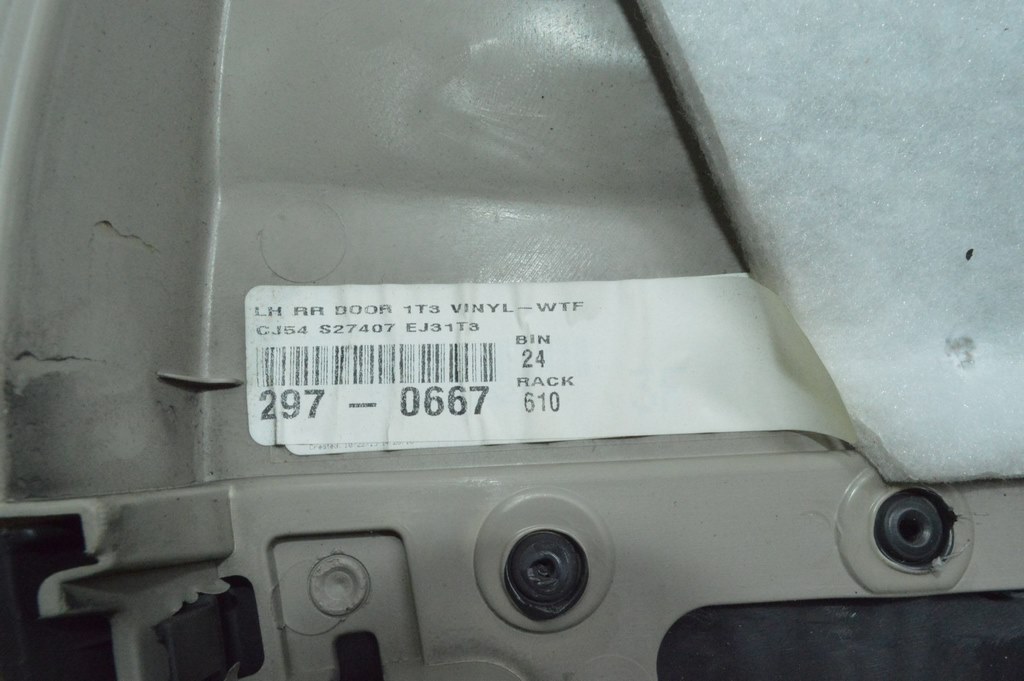 LH RR DOOR 1T3 VINYL-WTF
CJ54 S27407 EJ31T3
BIN
24
RACK
610
297 - 0667